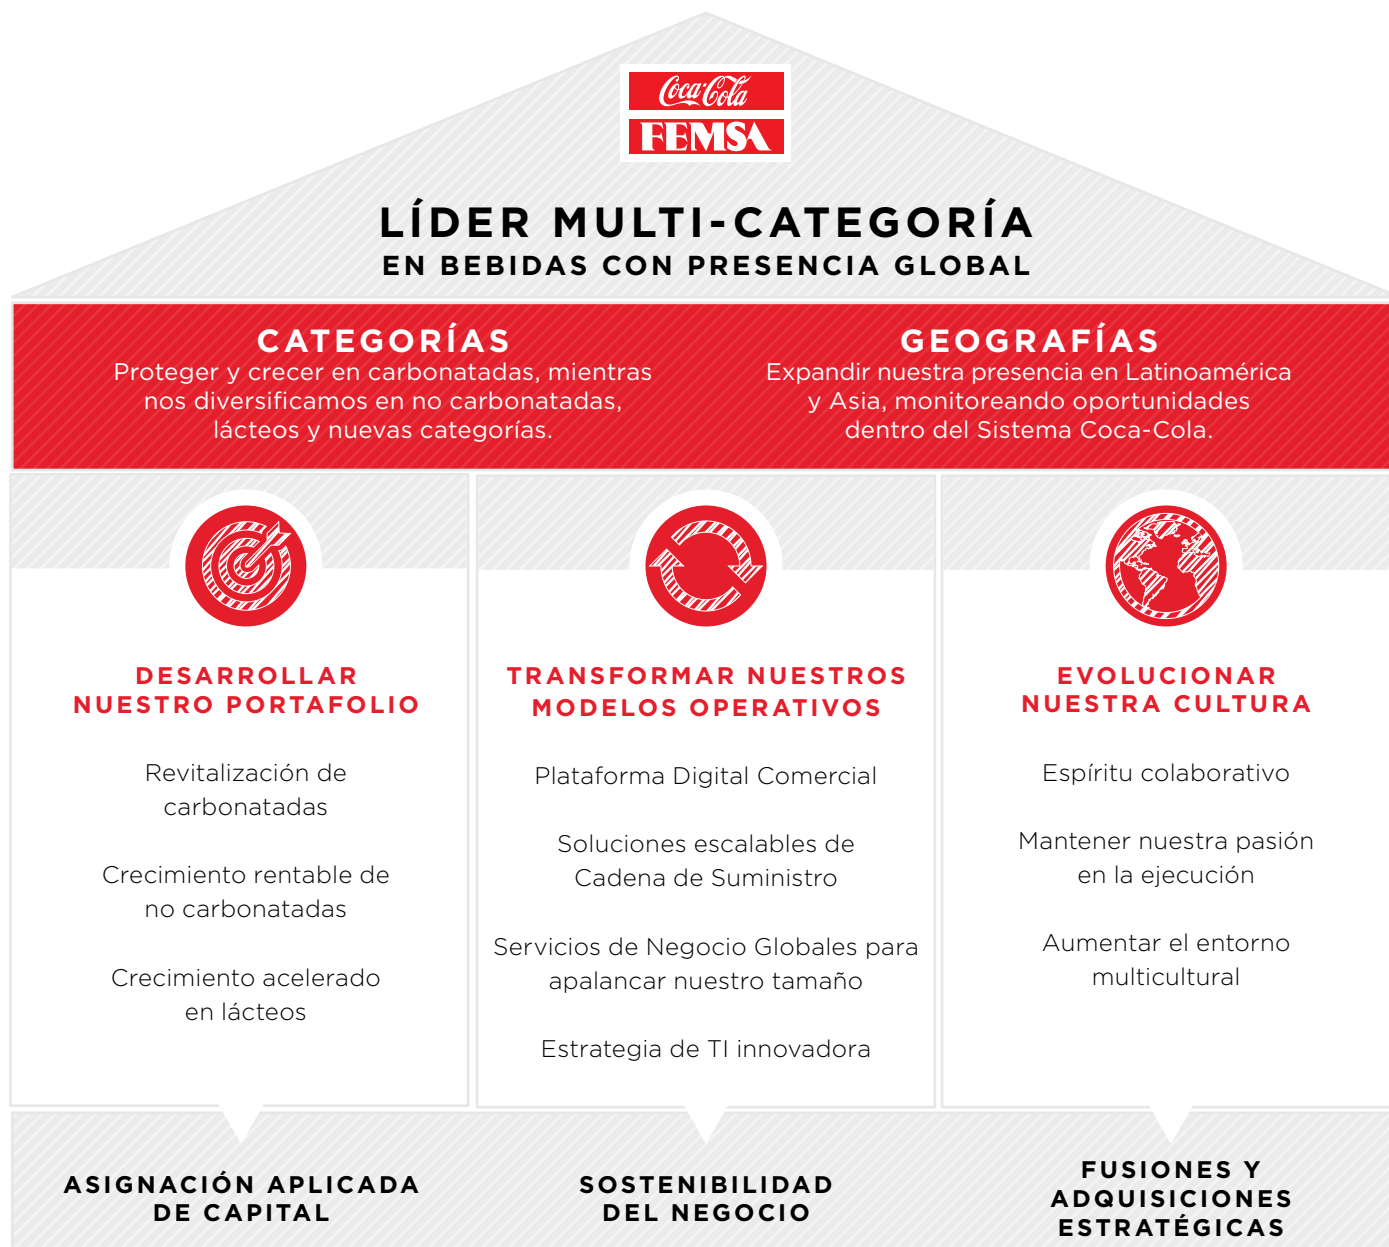 Coca-Cola
FEMSA
LÍDER MULTI-CATEGORÍA
EN BEBIDAS CON PRESENCIA GLOBAL
CATEGORÍAS
Proteger y crecer en carbonatadas, mientras
nos diversificamos en no carbonatadas,
lácteos y nuevas categorías.
GEOGRAFÍAS
Expandir nuestra presencia en Latinoamérica
y Asia, monitoreando oportunidades
dentro del Sistema Coca-Cola.
DESARROLLAR
NUESTRO PORTAFOLIO
Revitalización de
carbonatadas
Crecimiento rentable de
no carbonatadas
Crecimiento acelerado
en lácteos
TRANSFORMAR NUESTROS
MODELOS OPERATIVOS
Plataforma Digital Comercial
Soluciones escalables de
Cadena de Suministro
Servicios de Negocio Globales para
apalancar nuestro tamaño
Estrategia de TI innovadora
EVOLUCIONAR
NUESTRA CULTURA
Espíritu colaborativo
Mantener nuestra pasión
en la ejecución
Aumentar el entorno
multicultural
ASIGNACIÓN APLICADA
DE CAPITAL
SOSTENIBILIDAD
DEL NEGOCIO
FUSIONES Y
ADQUISICIONES
ESTRATÉGICAS